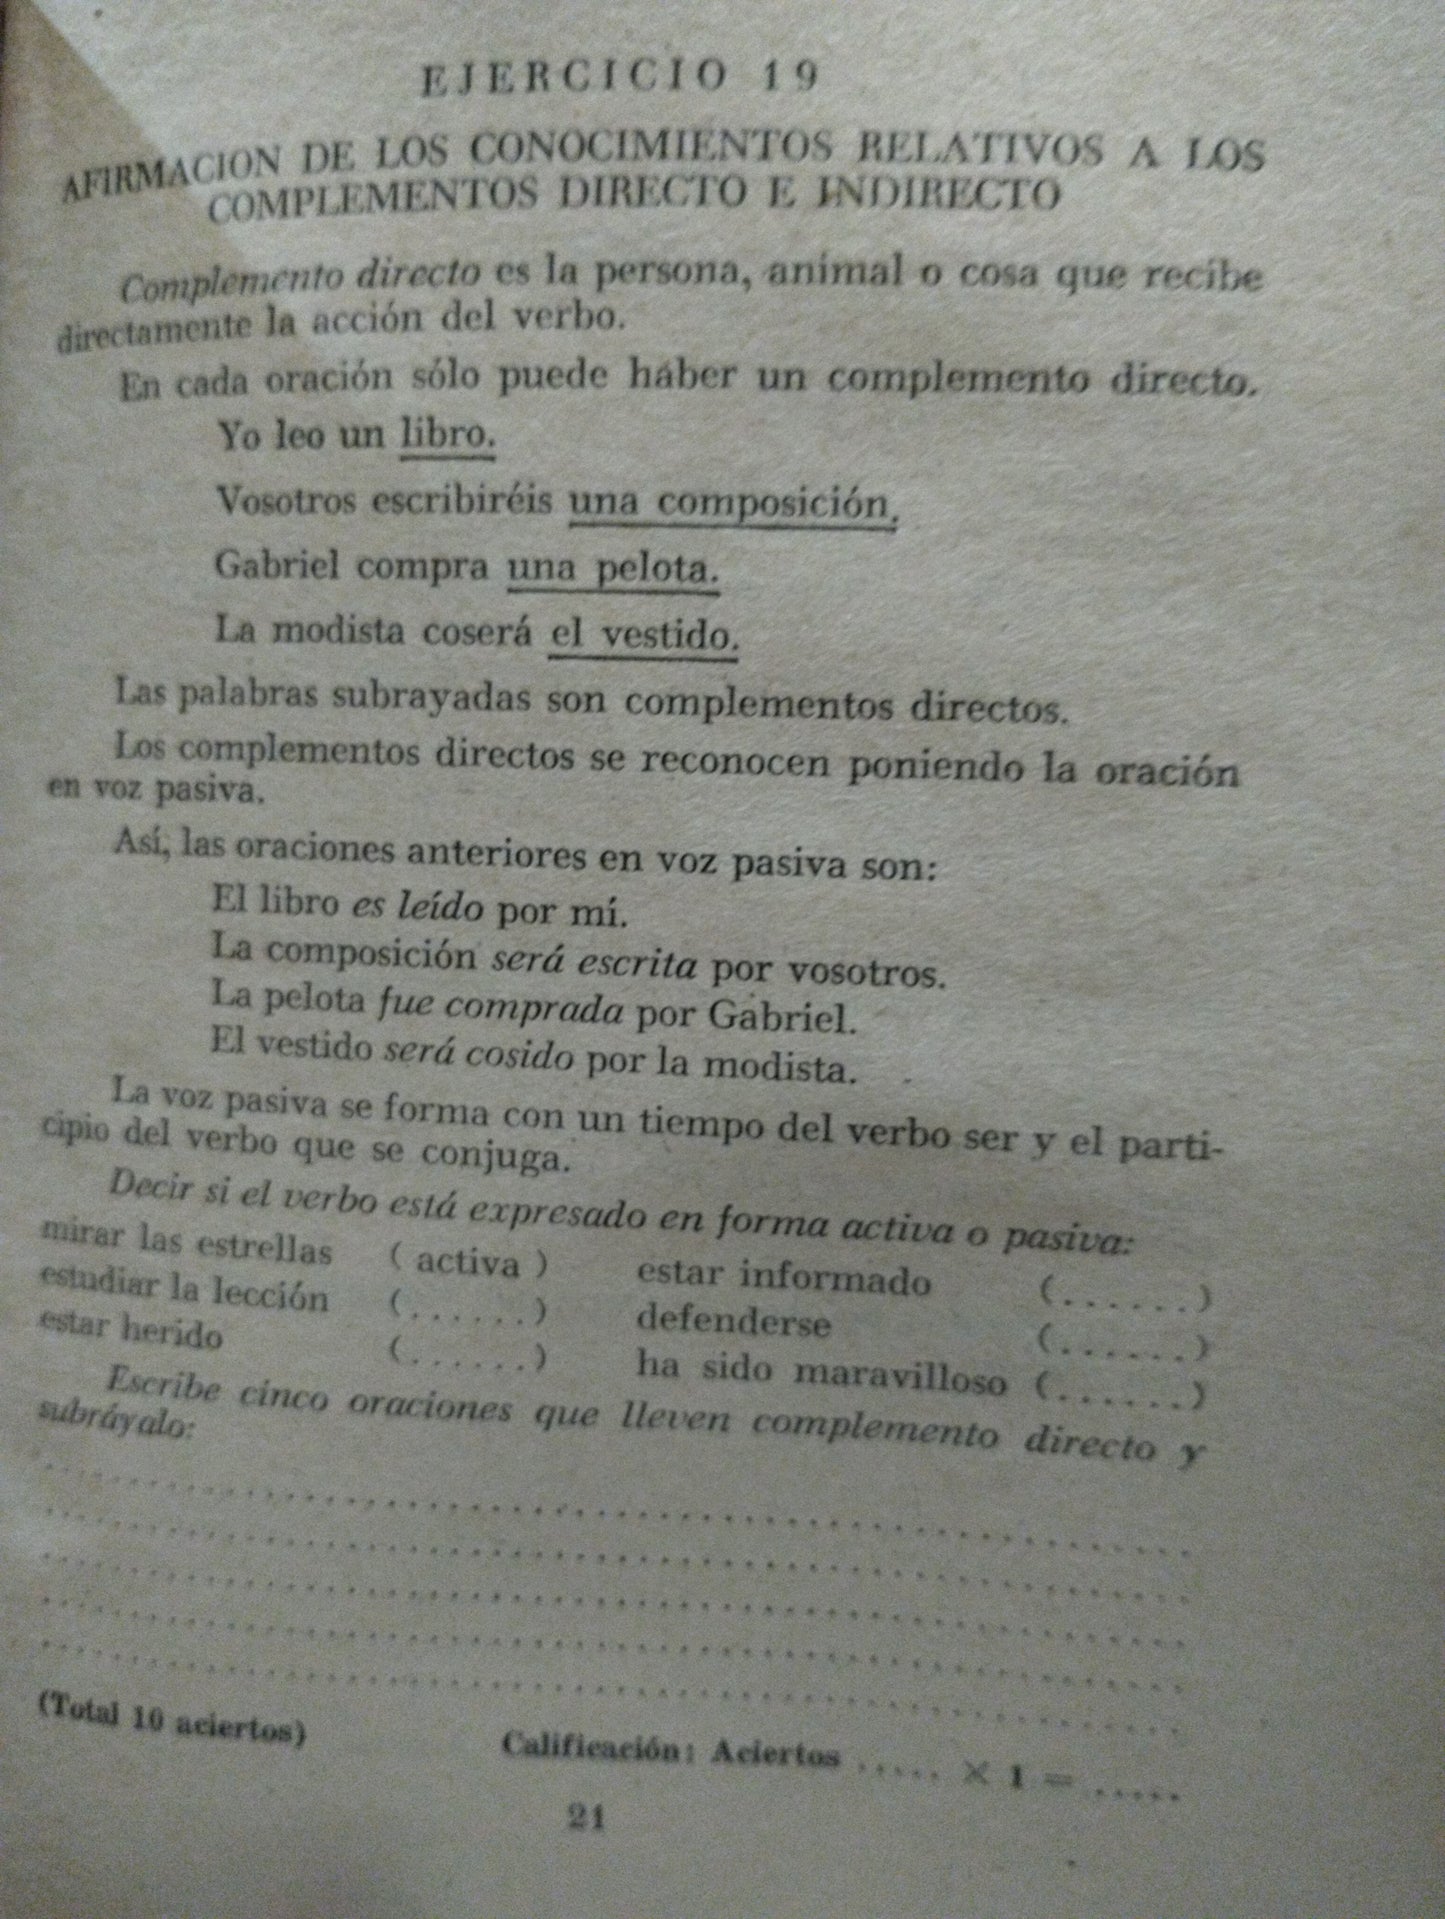 EJERCICIO 19
AFIRMACION DE LOS CONOCIMIENTOS RELATIVOS A LOS
COMPLEMENTOS DIRECTO E INDIRECTO
Complemento directo es la persona, animal o cosa que recibe
directamente la acción del verbo.
En cada oración sólo puede haber un complemento directo.
Yo leo un libro.
Vosotros escribiréis una composición.
Gabriel compra una pelota.
La modista coserá el vestido.
Las palabras subrayadas son complementos directos.
Los complementos directos se reconocen poniendo la oración
en voz pasiva.
Así, las oraciones anteriores en voz pasiva son:
El libro es leído por mí.
La composición será escrita por vosotros.
La pelota fue comprada por Gabriel.
El vestido será cosido por la modista.
La voz pasiva se forma con un tiempo del verbo ser y el parti-
cipio del verbo que se conjuga.
Decir si el verbo está expresado en forma activa o pasiva:
mirar las estrellas ( activa ) estar informado (.......)
estudiar la lección (.......) defenderse (.......)
estar herido (.......) ha sido maravilloso (.......)
Escribe cinco oraciones que lleven complemento directo y
subráyalo:
(Total 10 aciertos) Calificación: Aciertos ..... × 1 = .....
21